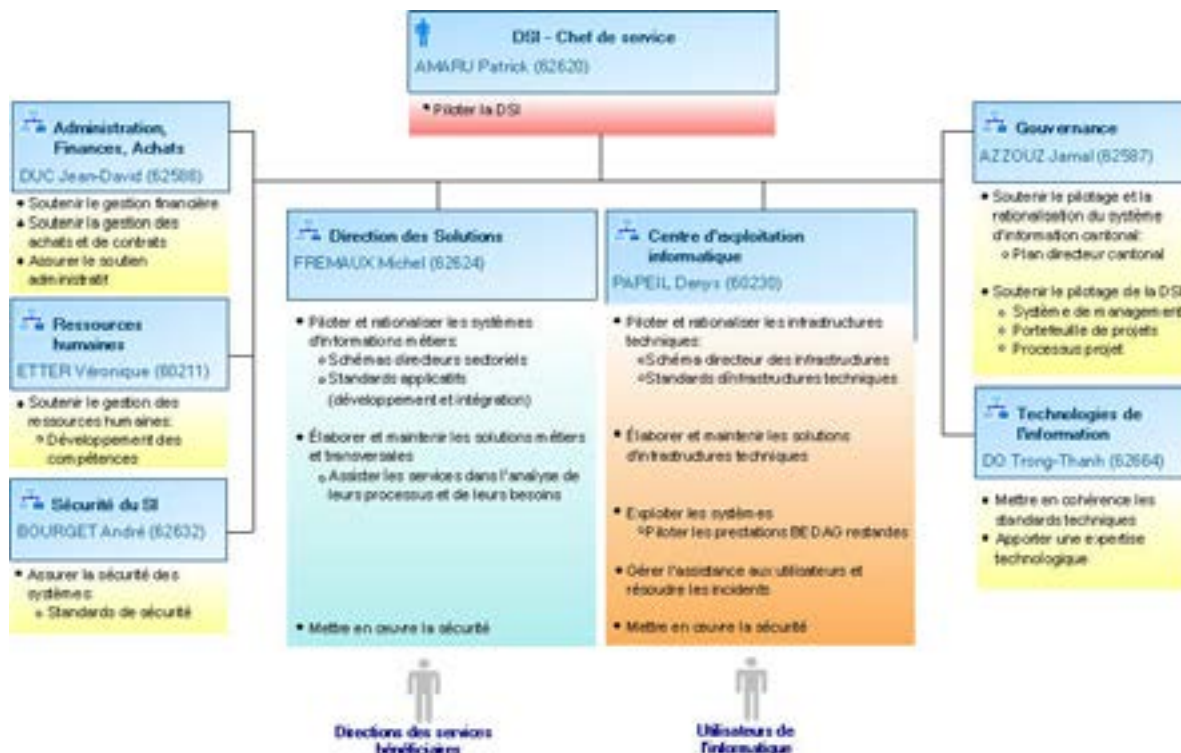 DSI - Chef de service
AMARU Patrick (62620)
• Piloter la DSI
Administration,
Finances, Achats
DUC Jean-David (62588)
• Soutenir le gestion financière
• Soutenir la gestion des
achats et de contrats
• Assurer le soutien
administratif
Ressources
humaines
ETTER Véronique (60211)
• Soutenir le gestion des
ressources humaines:
o Développement des
compétences
Sécurité du SI
BOURGET André (62632)
• Assurer la sécurité des
systèmes:
o Standards de sécurité
Direction des Solutions
FREMAUX Michel (62624)
• Piloter et rationaliser les systèmes
d'informations métiers:
o Schémas directeurs sectoriels
o Standards applicatifs
(développement et intégration)
• Élaborer et maintenir les solutions métiers
et transversales
o Assister les services dans l'analyse de
leurs processus et de leurs besoins
• Mettre en œuvre la sécurité
Directions des services
bénéficiaires
Centre d'exploitation
informatique
PAPEIL Denys (60230)
• Piloter et rationaliser les infrastructures
techniques:
o Schéma directeur des infrastructures
o Standards d'infrastructures techniques
• Élaborer et maintenir les solutions
d'infrastructures techniques
• Exploiter les systèmes
o Piloter les prestations BEDAG restandes
• Gérer l'assistance aux utilisateurs et
résoudre les incidents
• Mettre en œuvre la sécurité
Utilisateurs de
l'informatique
Gouvernance
AZZOUZ Jamal (62587)
• Soutenir le pilotage et la
rationalisation du système
d'information cantonal:
o Plan directeur cantonal
• Soutenir le pilotage de la DSI
o Système de management
o Portefeuille de projets
o Processus projet
Technologies de
l'information
DO Trong-Thanh (62664)
• Mettre en cohérence les
standards techniques
• Apporter une expertise
technologique